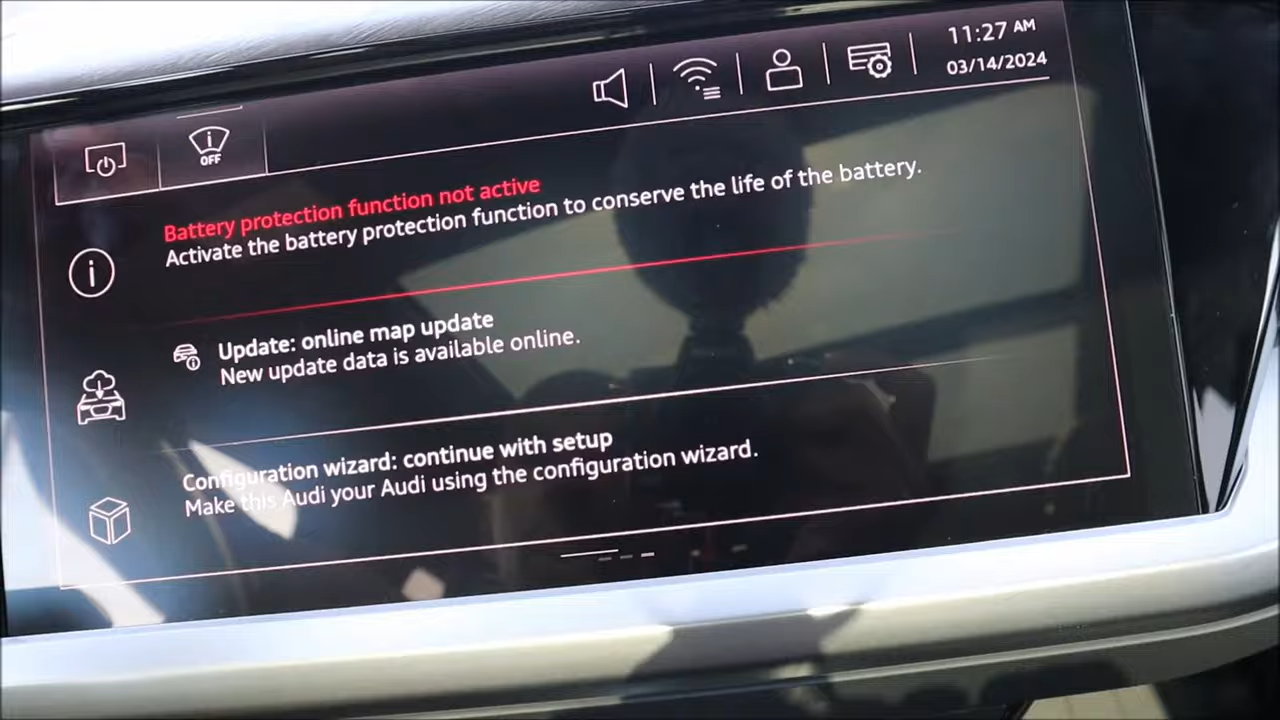 11:27 AM
03/14/2024
i
OFF
Battery protection function not active
Activate the battery protection function to conserve the life of the battery.
i
Update: online map update
New update data is available online.
Configuration wizard: continue with setup
Make this Audi your Audi using the configuration wizard.